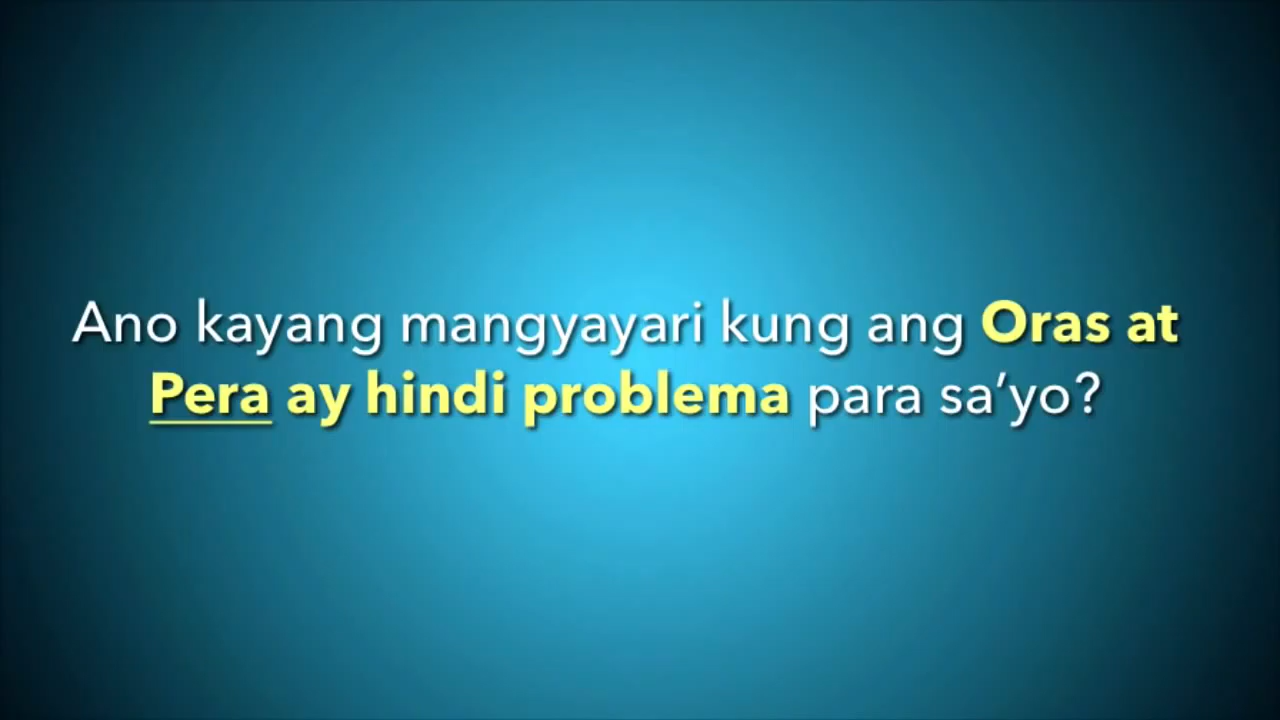 Ano kayang mangyayari kung ang Oras at
Pera ay hindi problema para sa’yo?